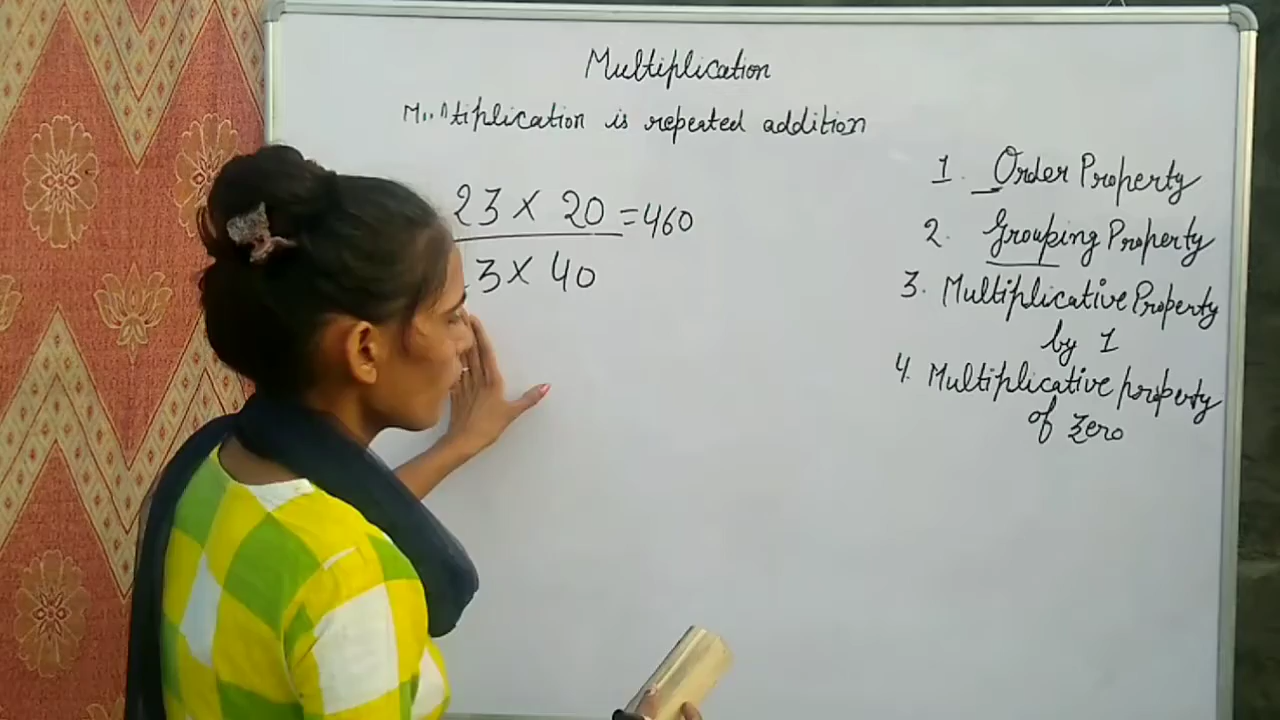 Multiplication
Multiplication is repeated addition
23 × 20 = 460
3 × 40
1. Order Property
2. Grouping Property
3. Multiplicative Property
by 1
4. Multiplicative property
of Zero